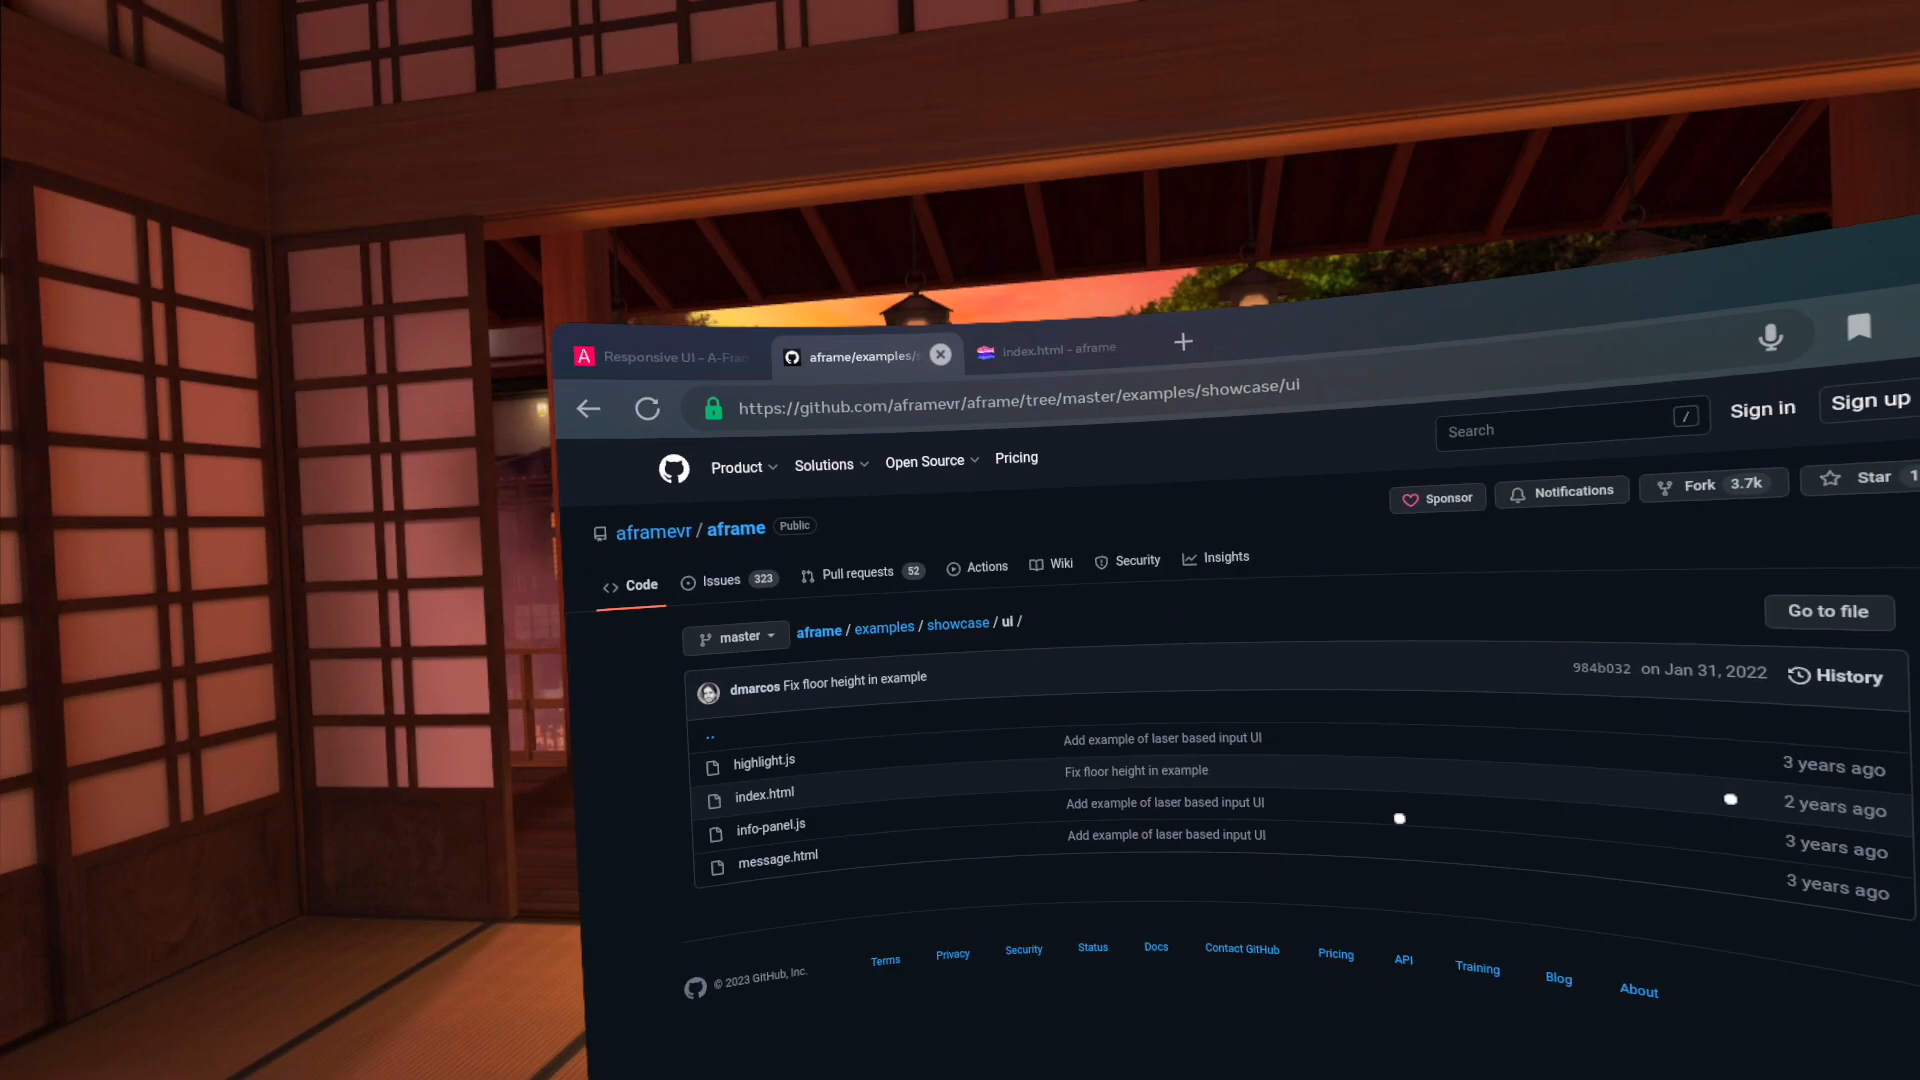 A Responsive UI – A-Fra
aframe/examples/s
Index.html – aframe
https://github.com/aframevr/aframe/tree/master/examples/showcase/ui
Product Solutions Open Source Pricing
Search /
Sign in
Sign up
aframevr / aframe Public
Sponsor
Notifications
Fork 3.7k
Star 1
Code
Issues 323
Pull requests 52
Actions
Wiki
Security
Insights
master
aframe / examples / showcase / ui /
Go to file
dmarcos Fix floor height in example
984b032 on Jan 31, 2022
History
..
highlight.js Add example of laser based input UI 3 years ago
index.html Fix floor height in example 2 years ago
info-panel.js Add example of laser based input UI 3 years ago
message.html Add example of laser based input UI 3 years ago
© 2023 GitHub, Inc.
Terms Privacy Security Status Docs Contact GitHub Pricing API Training Blog About